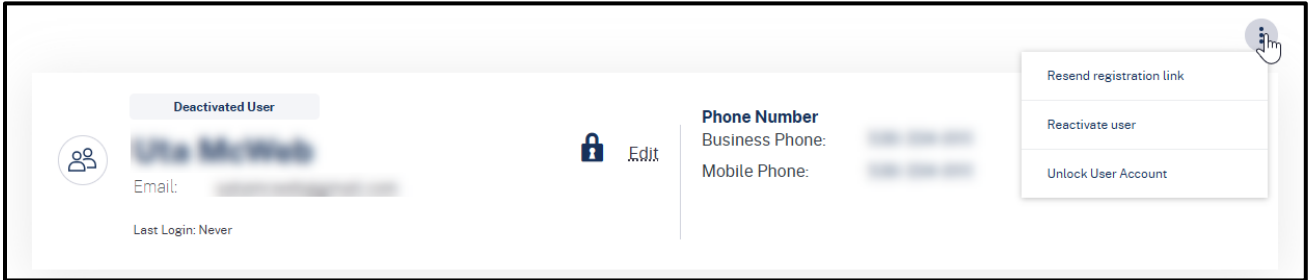 Deactivated User
Email:
Last Login: Never
Edit
Phone Number
Business Phone:
Mobile Phone:
Resend registration link
Reactivate user
Unlock User Account